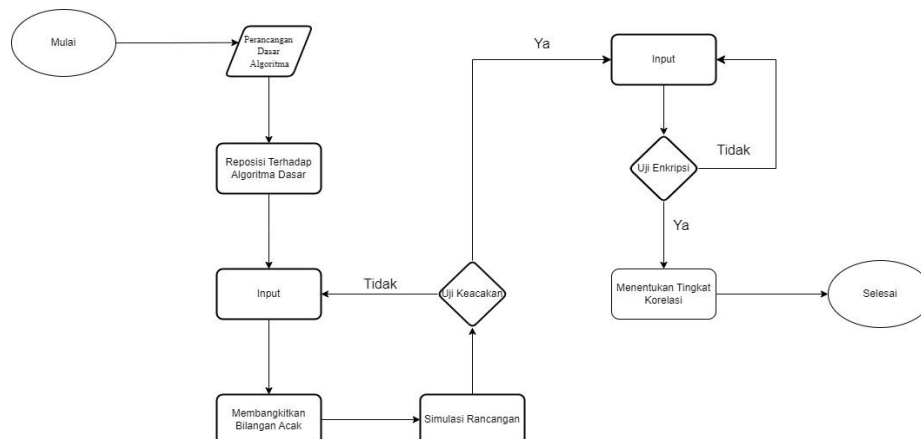 Mulai
Perancangan
Dasar
Algoritma
Reposisi Terhadap
Algoritma Dasar
Input
Membangkitkan
Bilangan Acak
Simulasi Rancangan
Uji Keacakan
Tidak
Ya
Input
Uji Enkripsi
Tidak
Ya
Menentukan Tingkat
Korelasi
Selesai